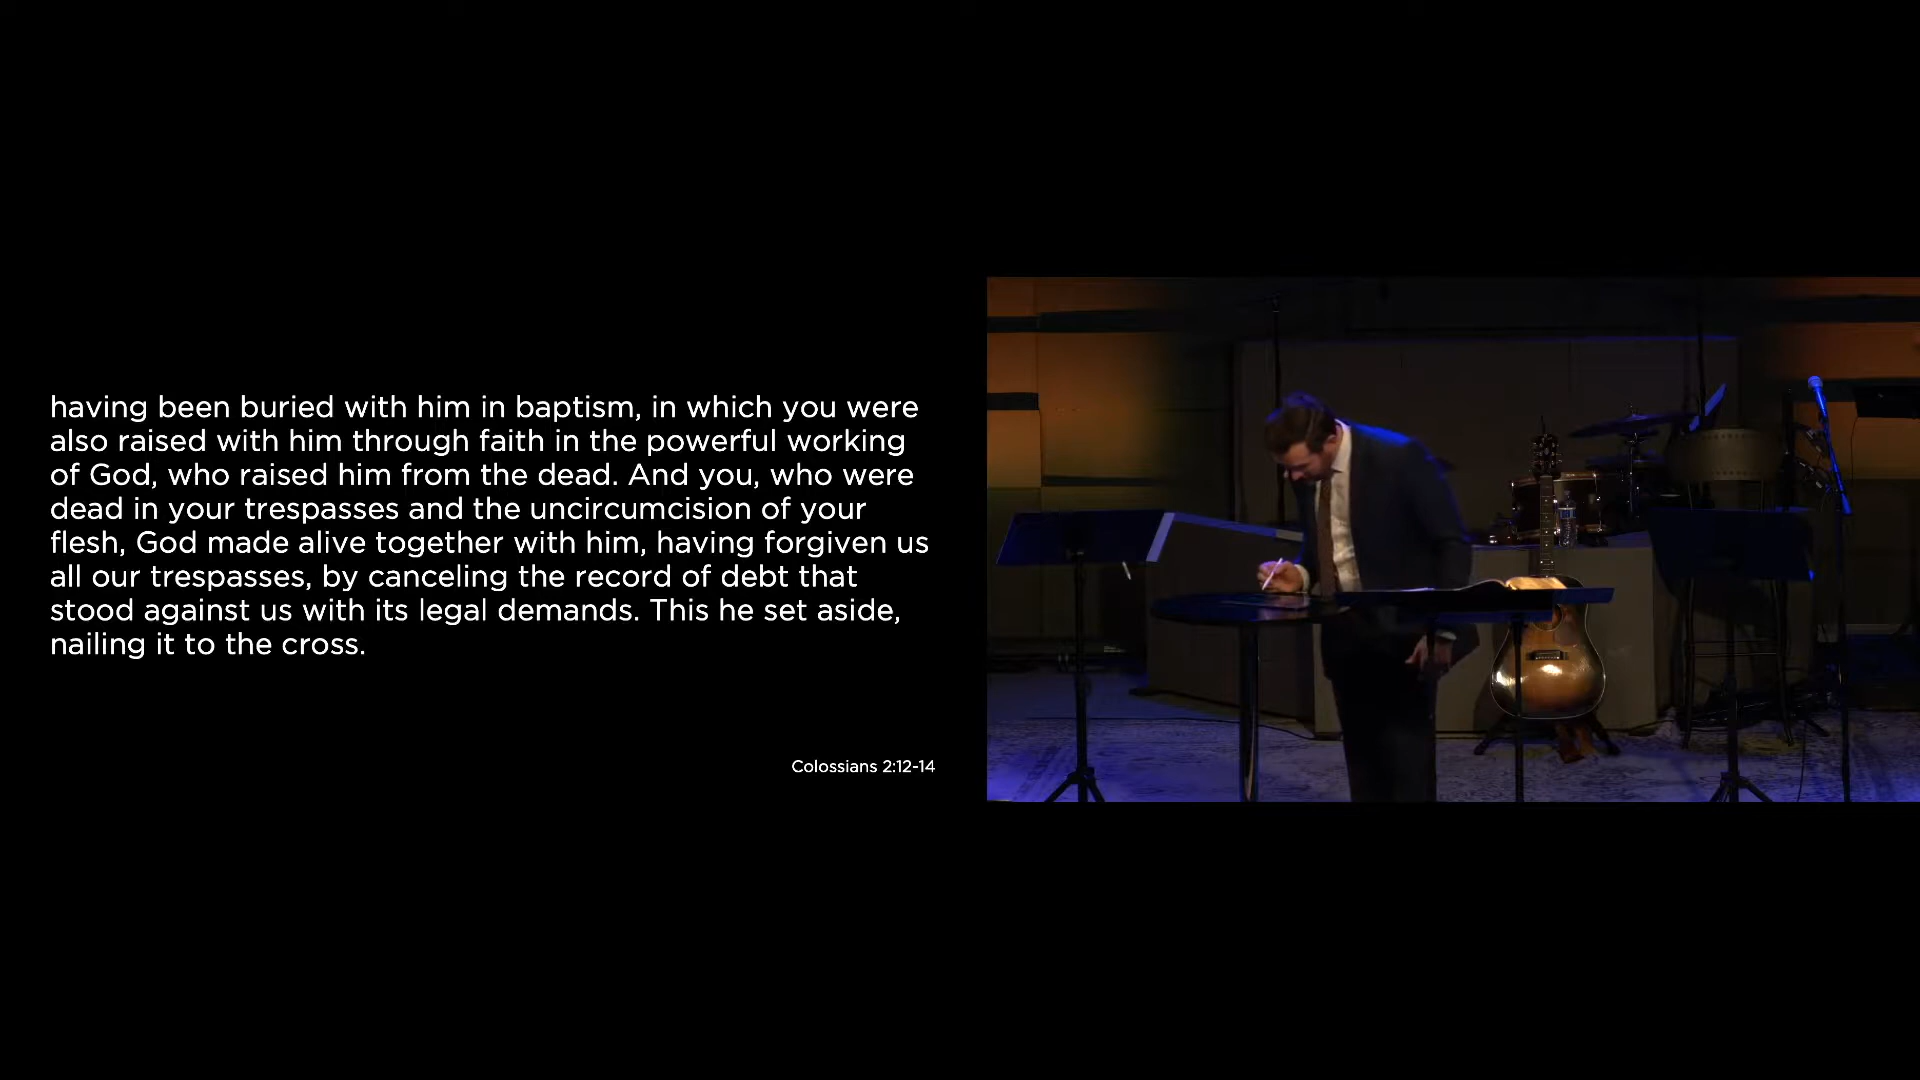 having been buried with him in baptism, in which you were
also raised with him through faith in the powerful working
of God, who raised him from the dead. And you, who were
dead in your trespasses and the uncircumcision of your
flesh, God made alive together with him, having forgiven us
all our trespasses, by canceling the record of debt that
stood against us with its legal demands. This he set aside,
nailing it to the cross.
Colossians 2:12-14